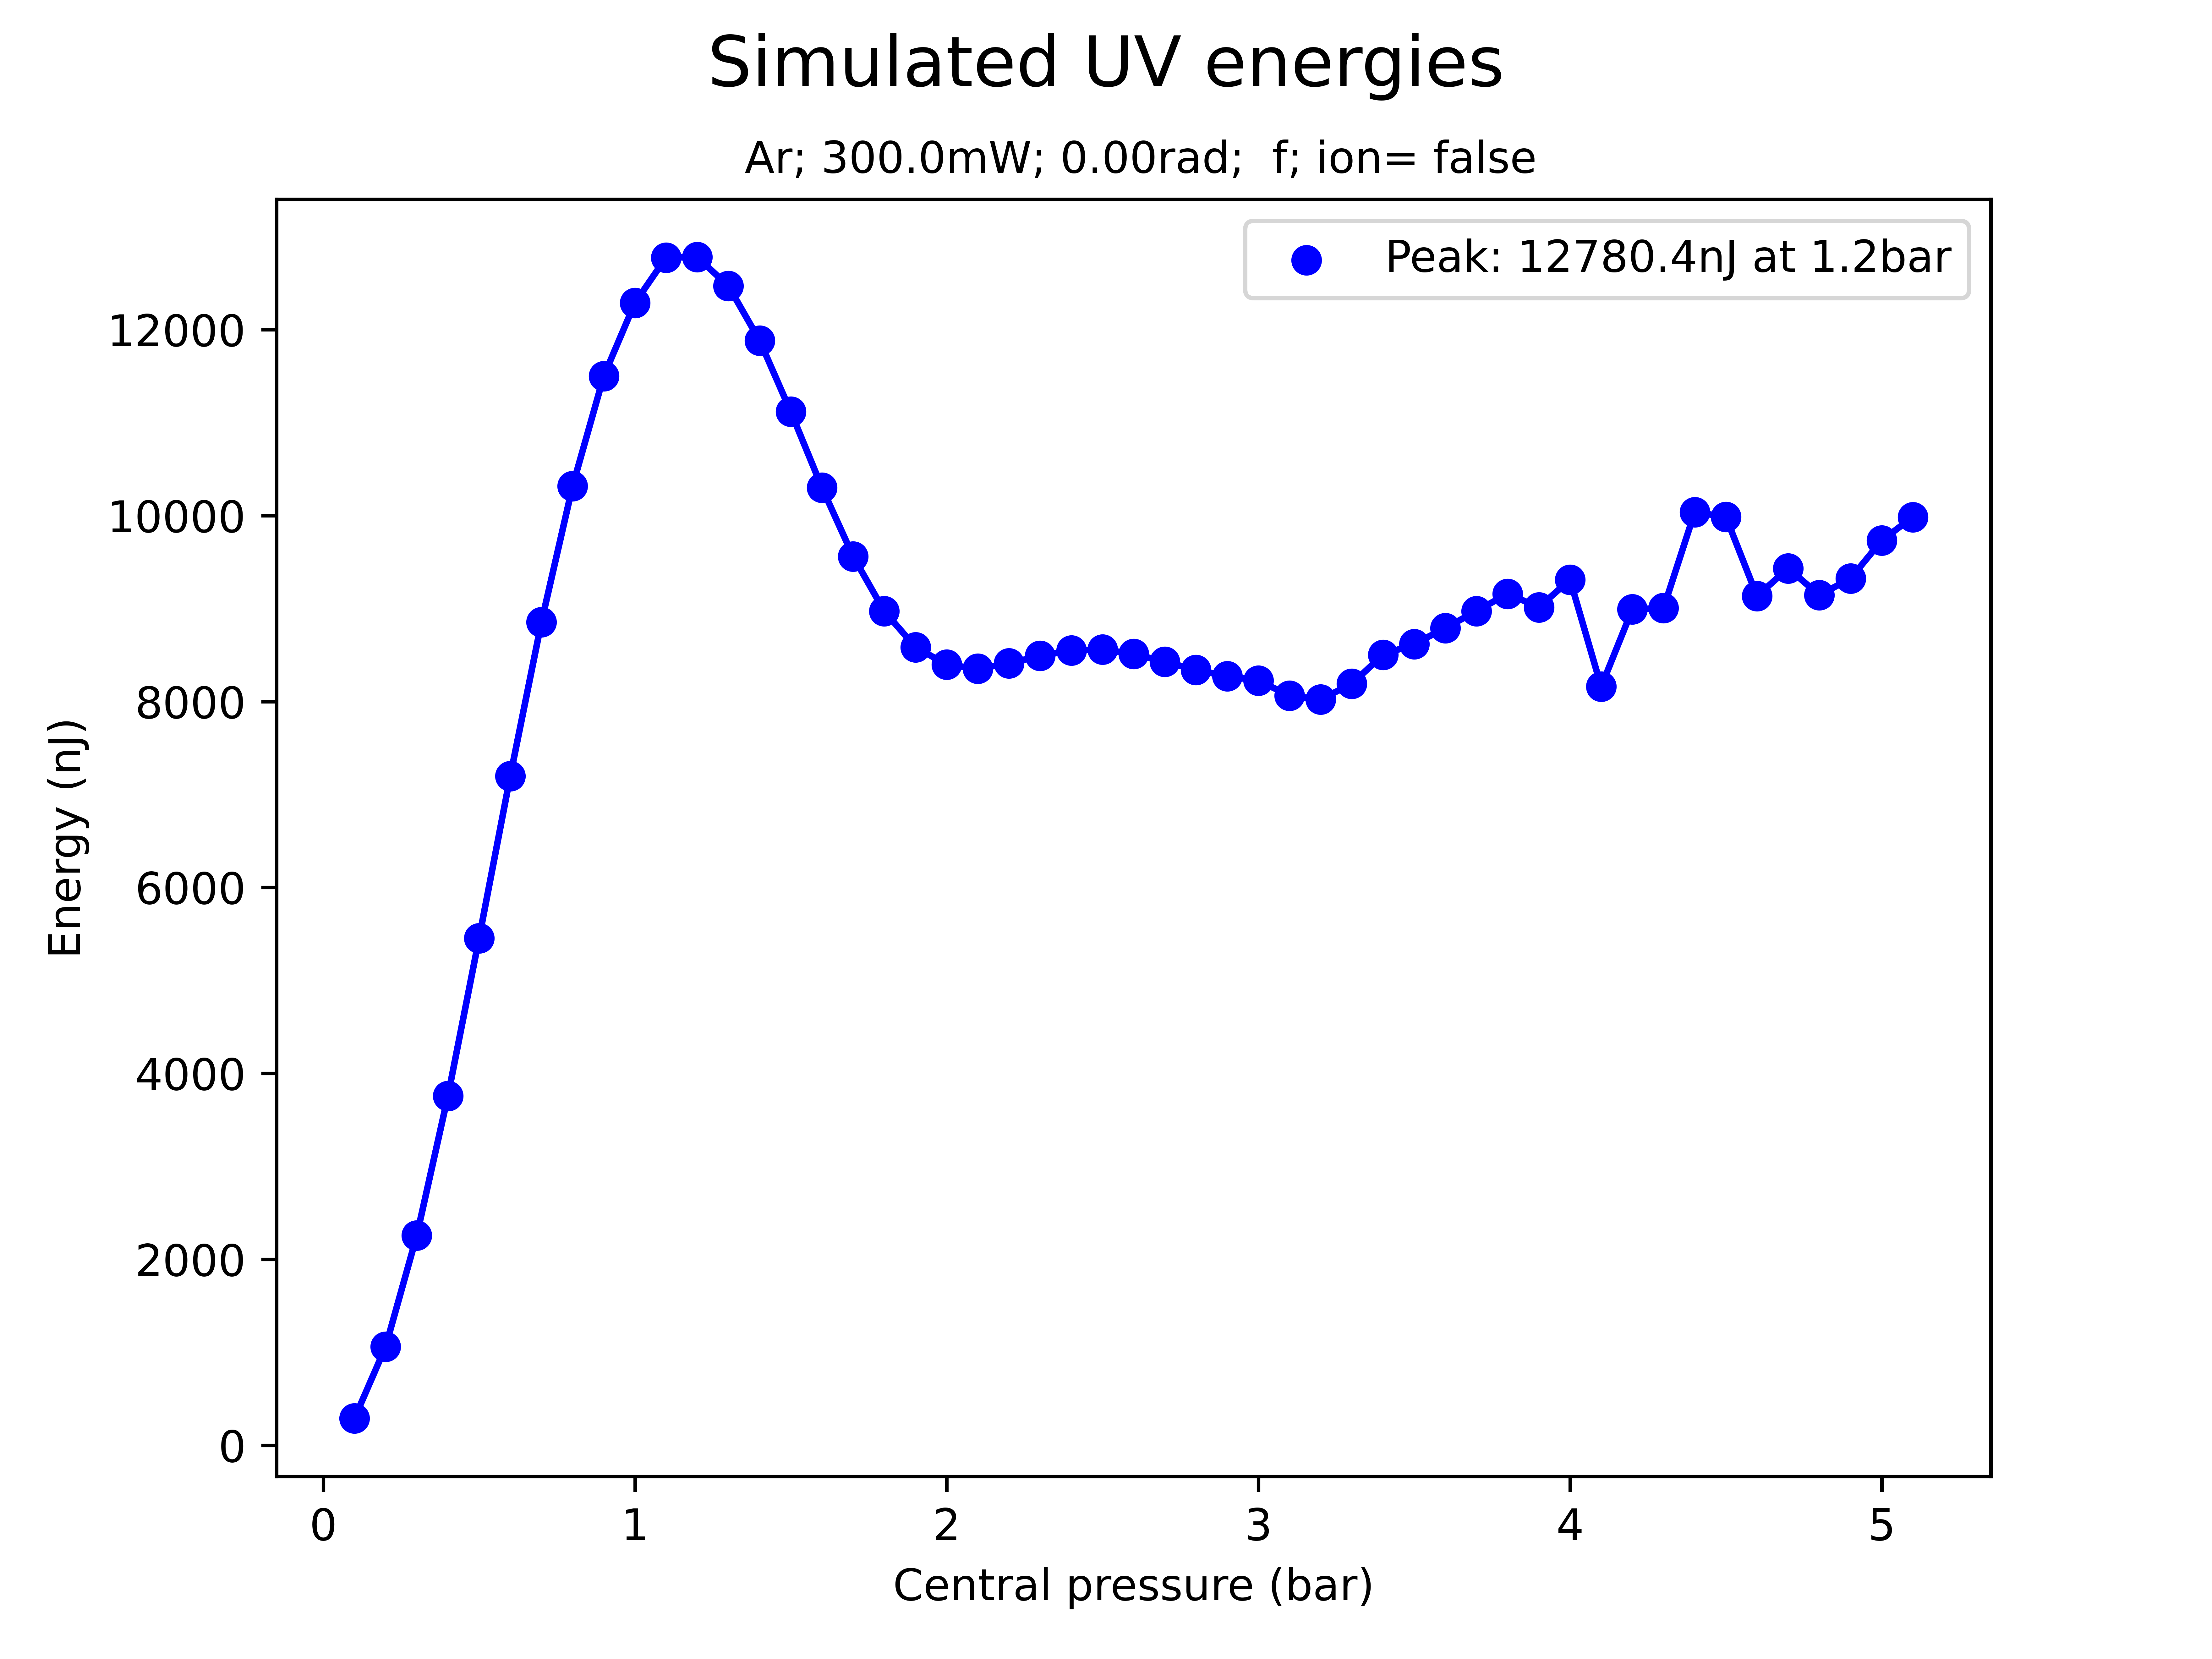 Simulated UV energies
Ar; 300.0mW; 0.00rad;  f; ion= false
Peak: 12780.4nJ at 1.2bar
12000
10000
8000
6000
4000
2000
0
Energy (nJ)
0 1 2 3 4 5
Central pressure (bar)